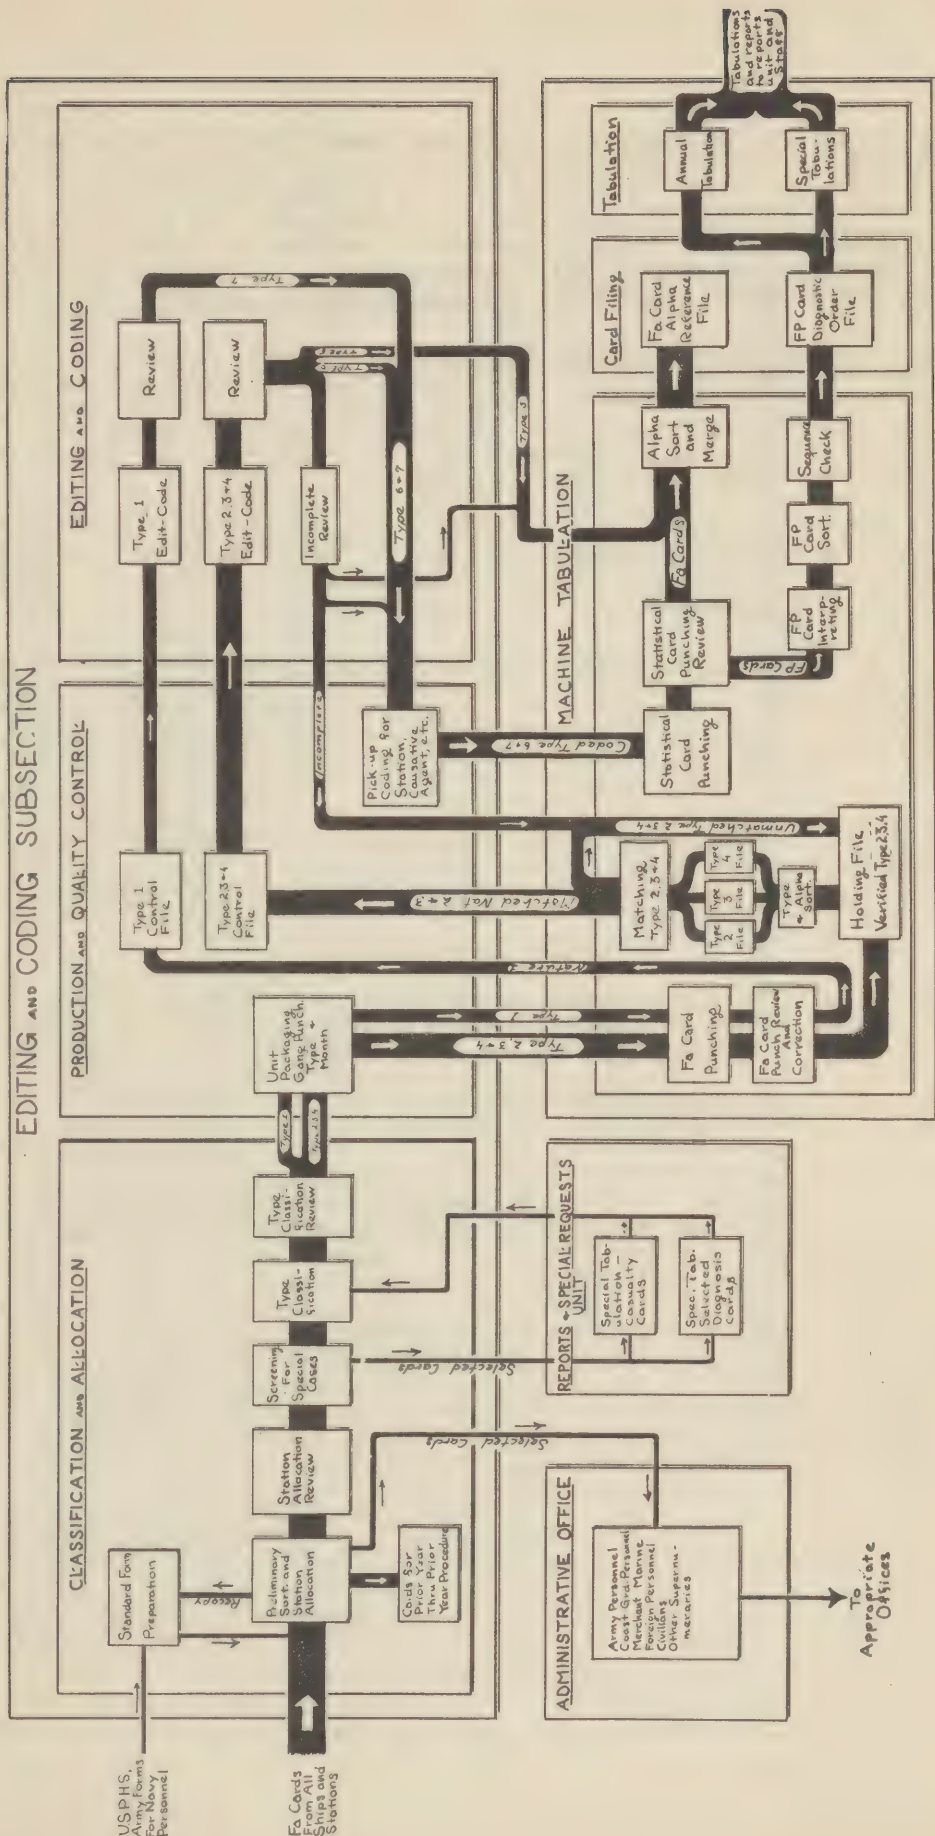 EDITING AND CODING SUBSECTION
CLASSIFICATION AND ALLOCATION
USPHS,
Army Forms
For Navy
Personnel
Fa Cards
From All
Ships and
Stations
Standard Form
Preparation
Recopy
Preliminary
Sort. and
Station
Allocation
Cards For
Prior Year
Thru Prior
Year Procedure
Station
Allocation
Review
Screening
For
Special
Cases
Type
Classi-
fication
Type
Classi-
fication
Review
Selected Cards
Selected Cards
PRODUCTION AND QUALITY CONTROL
Type 1
Type 2,3,4
Unit
Packaging
Gang Punch.
Type +
Month
Type 1
Control
File
Type 2,3+4
Control
File
Type 1
Type 2,3+4
Nature 1
Matched Nat 2+3
Incomplete
Pick-up
Coding for
Station,
Causative
Agent, etc.
EDITING AND CODING
Type 1
Edit-Code
Review
Type 2,3+4
Edit-Code
Review
Incomplete
Review
Type 7
Type 6
Type 5
Type 6+7
ADMINISTRATIVE OFFICE
Army Personnel
Coast Grd. Personnel
Merchant Marine
Foreign Personnel
Civilians
Other Supernu-
meraries
To
Appropriate
Offices
REPORTS + SPECIAL REQUESTS
UNIT
Special Tab-
ulation —
Casualty
Cards
Spec. Tab.
Selected
Diagnosis
Cards
MACHINE TABULATION
Fa Card
Punching
Fa Card
Punch Review
And
Correction
Matching
Type 2,3+4
Type
2
File
Type
3
File
Type
4
File
Type
+ Alpha
Sort.
Unmatched Type 2,3+4
Holding File
Verified Type 2,3,4
Coded Type 6+7
Statistical
Card
Punching
Statistical
Card
Punching
Review
Fa Cards
FP Cards
Type 5
Alpha
Sort
and
Merge
FP
Card
Interp-
reting
FP
Card
Sort.
Sequence
Check
Card Filing
Fa Card
Alpha
Reference
File
FP Card
Diagnostic
Order
File
Tabulation
Annual
Tabulation
Special
Tabu-
lations
Tabulations
and reports
to reports
unit and
Staff